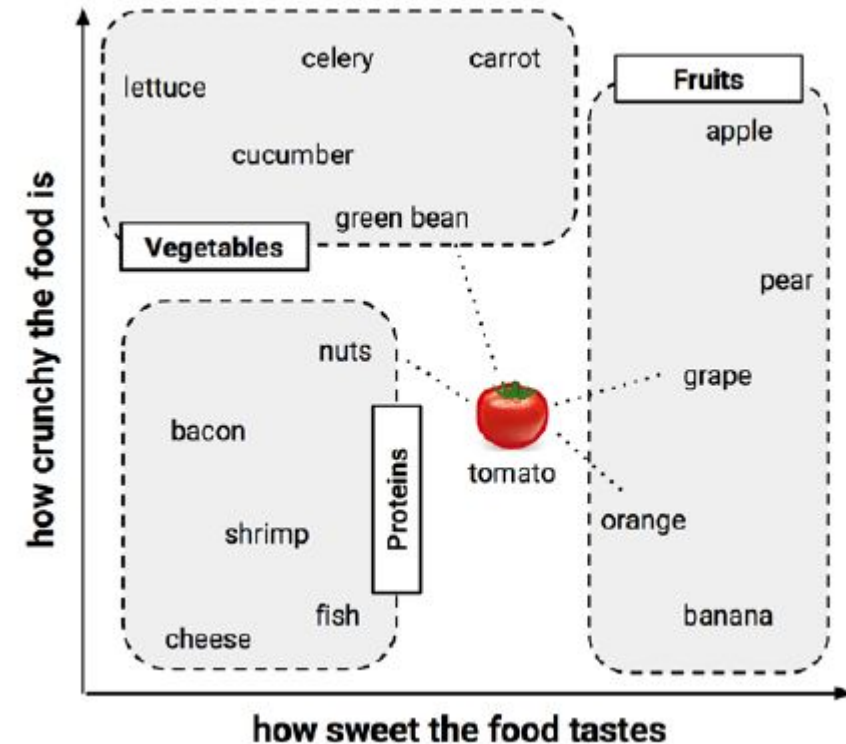 celery
carrot
lettuce
cucumber
green bean
Vegetables
Fruits
apple
pear
grape
orange
banana
nuts
bacon
shrimp
fish
cheese
Proteins
tomato
how crunchy the food is
how sweet the food tastes